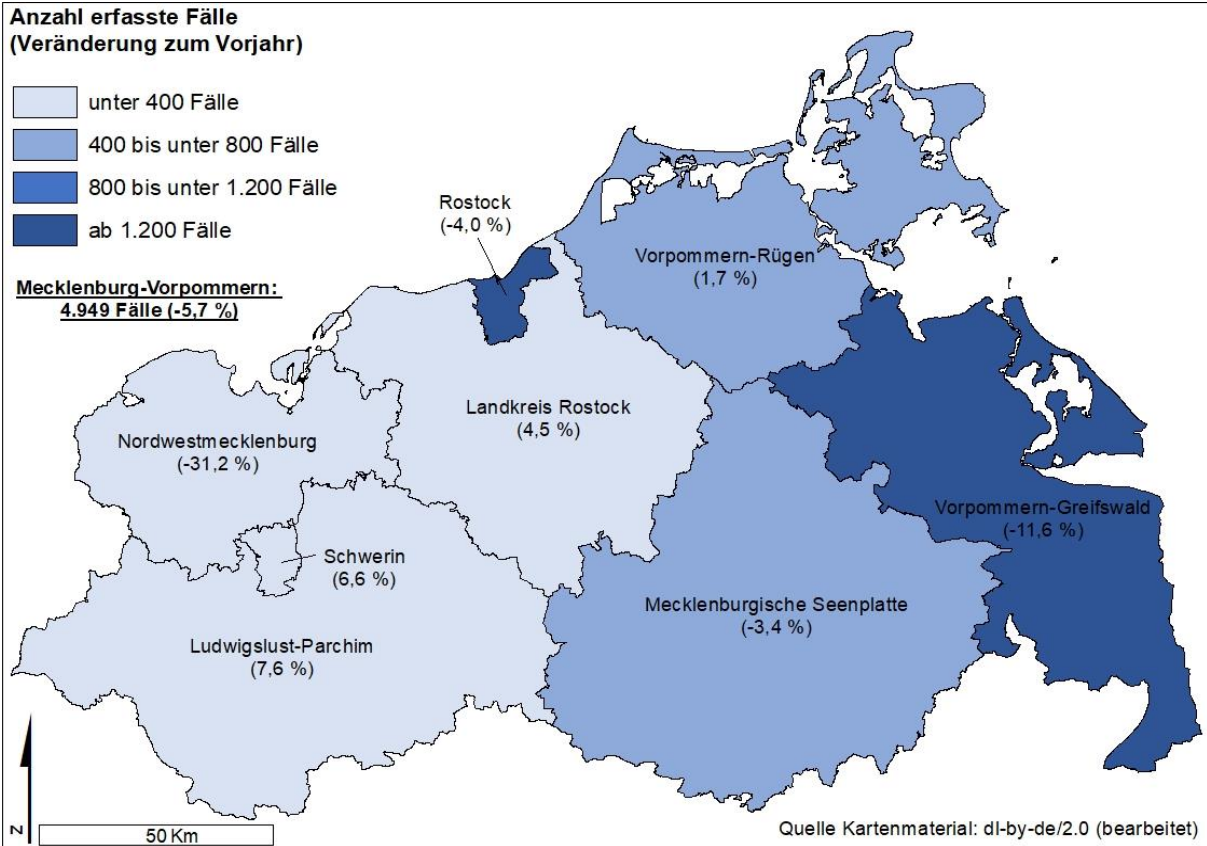 Anzahl erfasste Fälle
(Veränderung zum Vorjahr)
unter 400 Fälle
400 bis unter 800 Fälle
800 bis unter 1.200 Fälle
ab 1.200 Fälle
Mecklenburg-Vorpommern:
4.949 Fälle (-5,7 %)
Rostock
(-4,0 %)
Vorpommern-Rügen
(1,7 %)
Landkreis Rostock
(4,5 %)
Nordwestmecklenburg
(-31,2 %)
Vorpommern-Greifswald
(-11,6 %)
Schwerin
(6,6 %)
Mecklenburgische Seenplatte
(-3,4 %)
Ludwigslust-Parchim
(7,6 %)
N
50 Km
Quelle Kartenmaterial: dl-by-de/2.0 (bearbeitet)